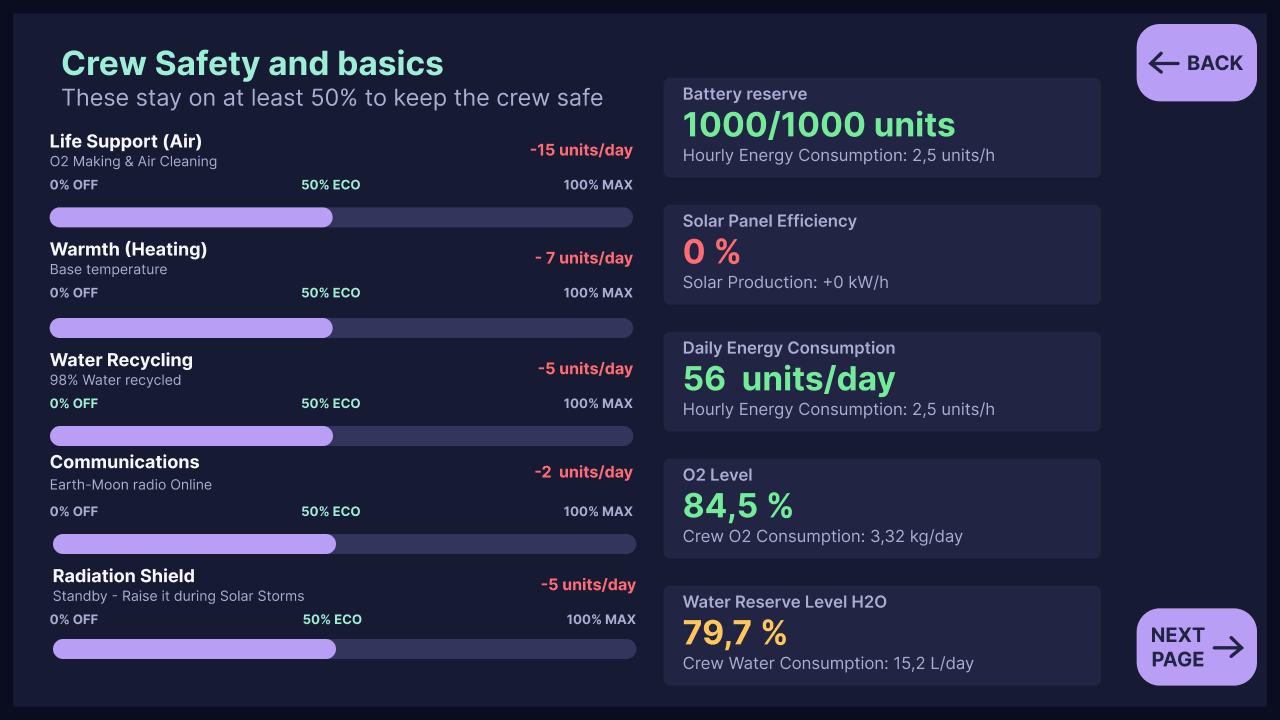 Crew Safety and basics
These stay on at least 50% to keep the crew safe
Life Support (Air)
O2 Making & Air Cleaning
-15 units/day
0% OFF 50% ECO 100% MAX
Warmth (Heating)
Base temperature
- 7 units/day
0% OFF 50% ECO 100% MAX
Water Recycling
98% Water recycled
-5 units/day
0% OFF 50% ECO 100% MAX
Communications
Earth-Moon radio Online
-2 units/day
0% OFF 50% ECO 100% MAX
Radiation Shield
Standby - Raise it during Solar Storms
-5 units/day
0% OFF 50% ECO 100% MAX
Battery reserve
1000/1000 units
Hourly Energy Consumption: 2,5 units/h
Solar Panel Efficiency
0 %
Solar Production: +0 kW/h
Daily Energy Consumption
56 units/day
Hourly Energy Consumption: 2,5 units/h
O2 Level
84,5 %
Crew O2 Consumption: 3,32 kg/day
Water Reserve Level H2O
79,7 %
Crew Water Consumption: 15,2 L/day
BACK
NEXT
PAGE